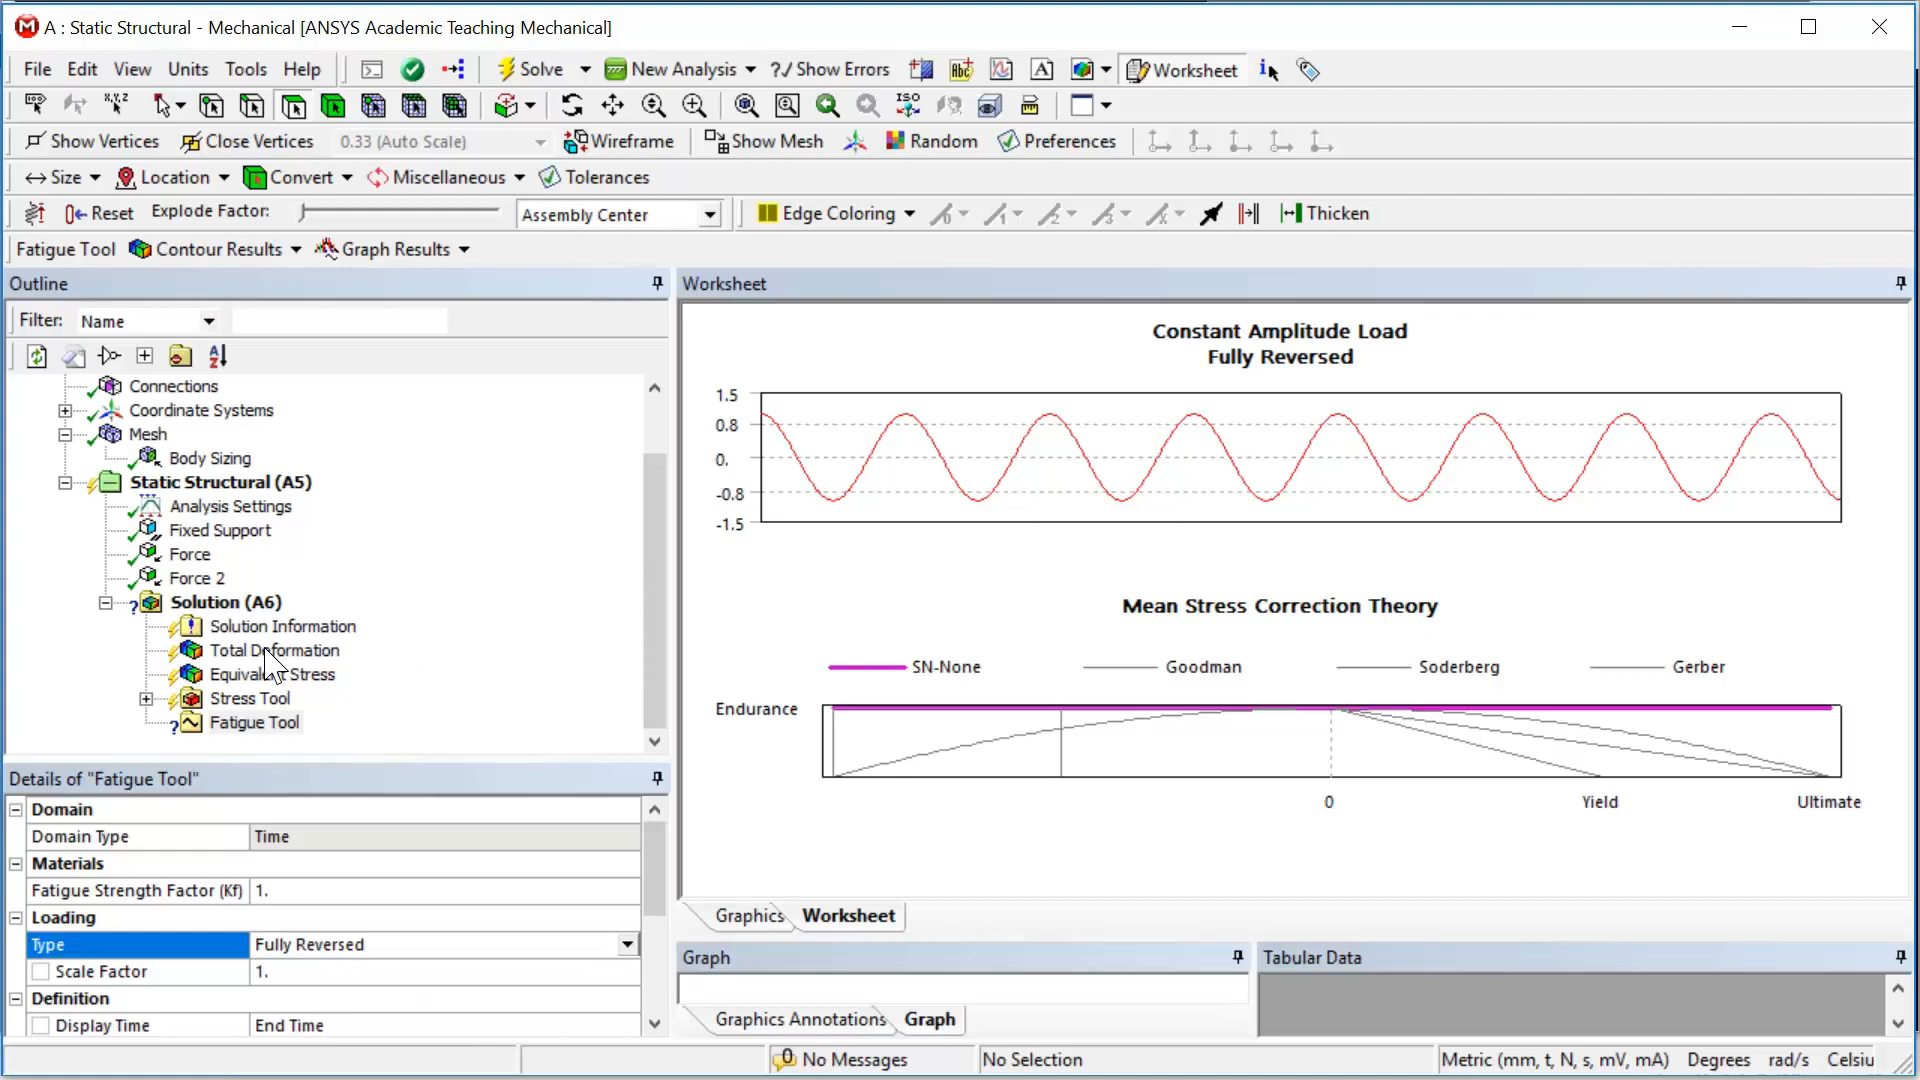 A : Static Structural - Mechanical [ANSYS Academic Teaching Mechanical]
File Edit View Units Tools Help Solve New Analysis ?✓ Show Errors Worksheet
Show Vertices Close Vertices 0.33 (Auto Scale) Wireframe Show Mesh Random Preferences
Size Location Convert Miscellaneous Tolerances
Reset Explode Factor: Assembly Center Edge Coloring Thicken
Fatigue Tool Contour Results Graph Results
Outline
Filter: Name
Connections
Coordinate Systems
Mesh
Body Sizing
Static Structural (A5)
Analysis Settings
Fixed Support
Force
Force 2
Solution (A6)
Solution Information
Total Deformation
Stress
Stress Tool
Fatigue Tool
Details of "Fatigue Tool"
Domain
Domain Type Time
Materials
Fatigue Strength Factor (Kf) 1.
Loading
Type Fully Reversed
Scale Factor 1.
Definition
Display Time End Time
Worksheet
Constant Amplitude Load
Fully Reversed
1.5
0.8
0.
-0.8
-1.5
Mean Stress Correction Theory
SN-None Goodman Soderberg Gerber
Endurance
0 Yield Ultimate
Graphics Worksheet
Graph
Graphics Annotations Graph
Tabular Data
No Messages No Selection Metric (mm, t, N, s, mV, mA) Degrees rad/s Celsiu